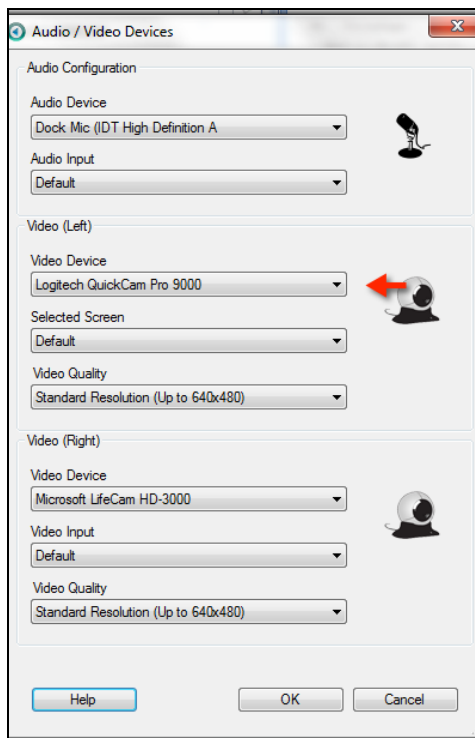 Audio / Video Devices
Audio Configuration
Audio Device
Dock Mic (IDT High Definition A
Audio Input
Default
Video (Left)
Video Device
Logitech QuickCam Pro 9000
Selected Screen
Default
Video Quality
Standard Resolution (Up to 640x480)
Video (Right)
Video Device
Microsoft LifeCam HD-3000
Video Input
Default
Video Quality
Standard Resolution (Up to 640x480)
Help OK Cancel